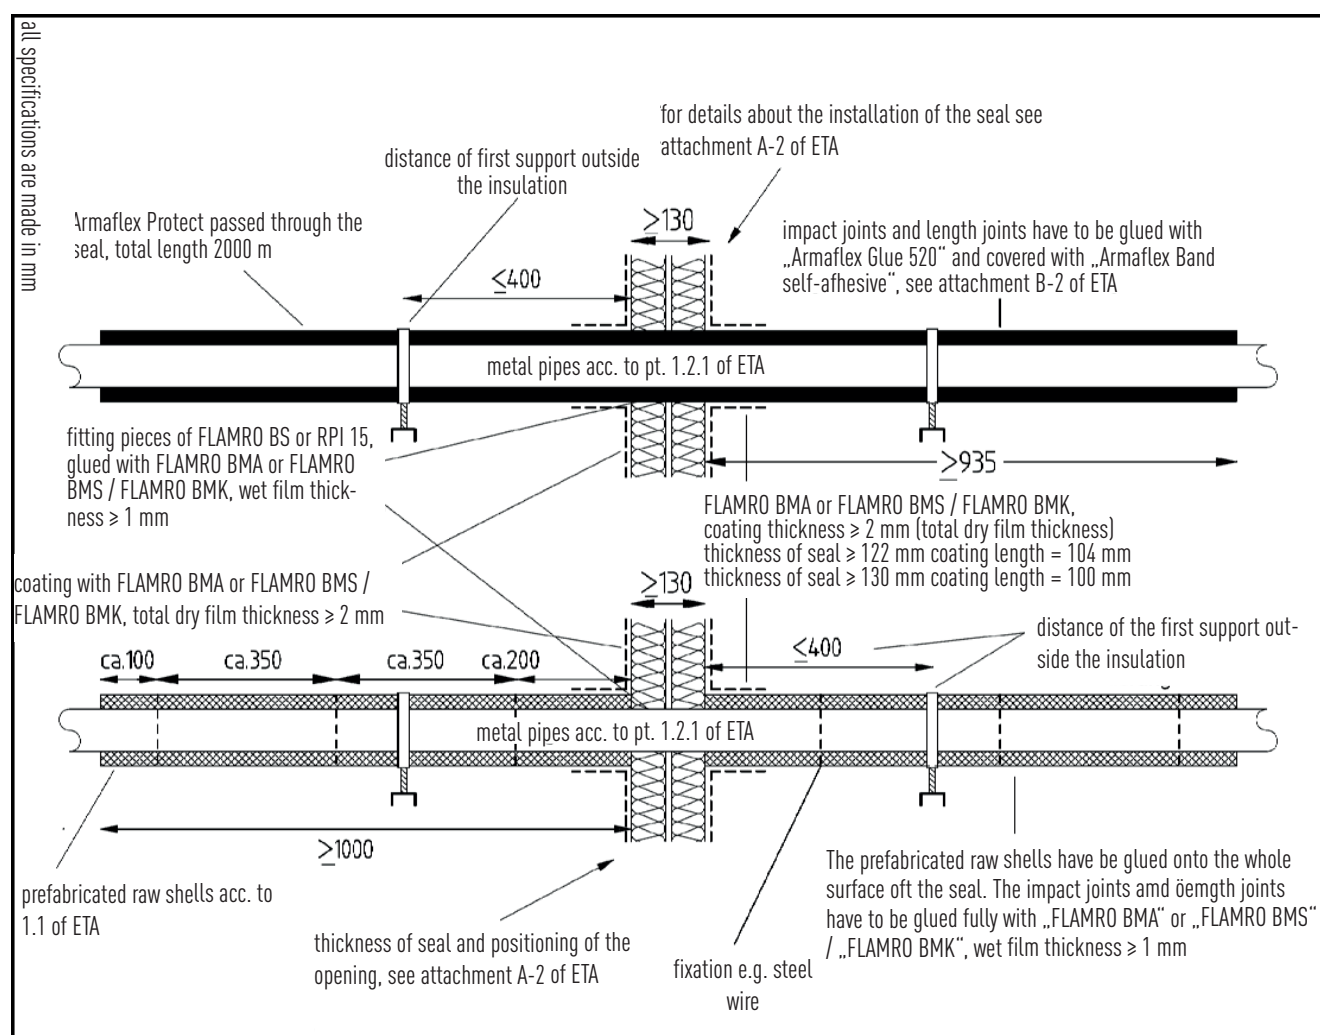 all specifications are made in mm
for details about the installation of the seal see
attachment A-2 of ETA
distance of first support outside
the insulation
Armaflex Protect passed through the
seal, total length 2000 m
≥130
impact joints and length joints have to be glued with
„Armaflex Glue 520“ and covered with „Armaflex Band
self-afhesive“, see attachment B-2 of ETA
≤400
metal pipes acc. to pt. 1.2.1 of ETA
fitting pieces of FLAMRO BS or RPI 15,
glued with FLAMRO BMA or FLAMRO
BMS / FLAMRO BMK, wet film thick-
ness ≥ 1 mm
≥935
FLAMRO BMA or FLAMRO BMS / FLAMRO BMK,
coating thickness ≥ 2 mm (total dry film thickness)
thickness of seal ≥ 122 mm coating length = 104 mm
thickness of seal ≥ 130 mm coating length = 100 mm
coating with FLAMRO BMA or FLAMRO BMS /
FLAMRO BMK, total dry film thickness ≥ 2 mm
≥130
distance of the first support out-
side the insulation
ca.100 ca.350 ca.350 ca.200
≤400
metal pipes acc. to pt. 1.2.1 of ETA
≥1000
prefabricated raw shells acc. to
1.1 of ETA
thickness of seal and positioning of the
opening, see attachment A-2 of ETA
fixation e.g. steel
wire
The prefabricated raw shells have be glued onto the whole
surface oft the seal. The impact joints amd öemgth joints
have to be glued fully with „FLAMRO BMA“ or „FLAMRO BMS“
/ „FLAMRO BMK“, wet film thickness ≥ 1 mm